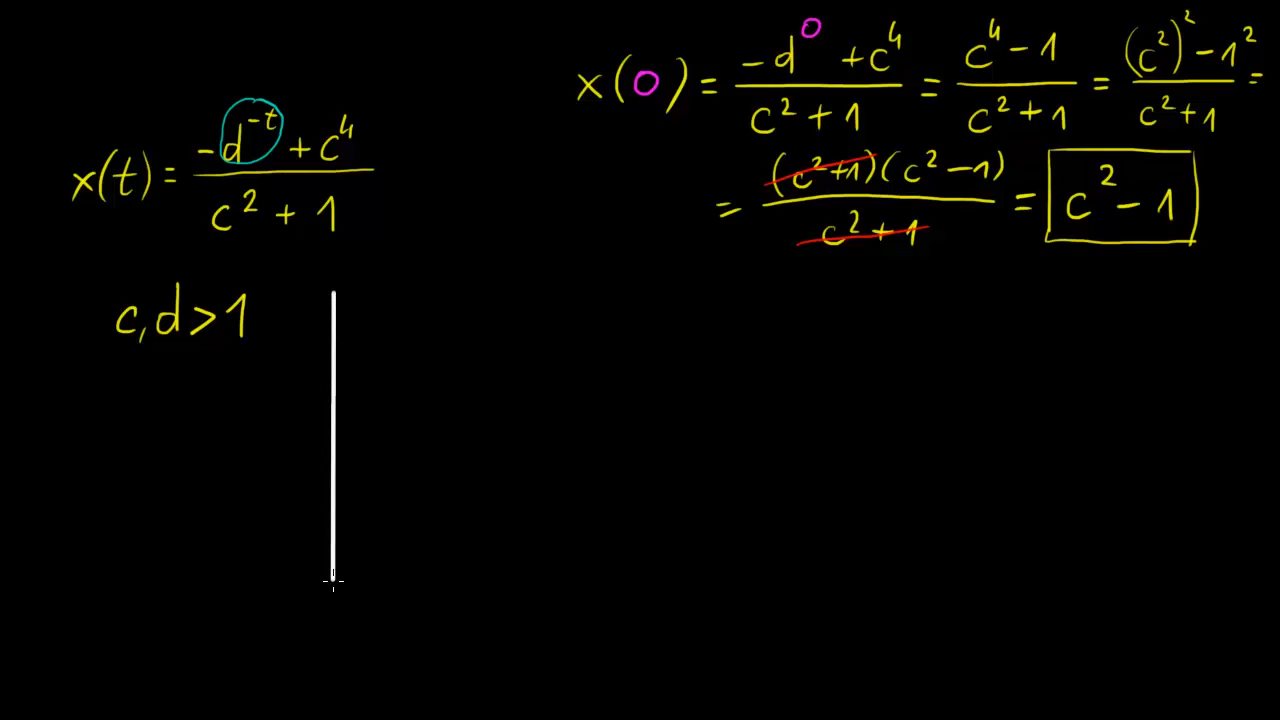 x(t) = (-d^{-t} + c^4)/(c^2 + 1)
c, d > 1
x(0) = (-d^0 + c^4)/(c^2 + 1) = (c^4 - 1)/(c^2 + 1) = ((c^2)^2 - 1^2)/(c^2 + 1) =
= ((c^2 + 1)(c^2 - 1))/(c^2 + 1) = c^2 - 1